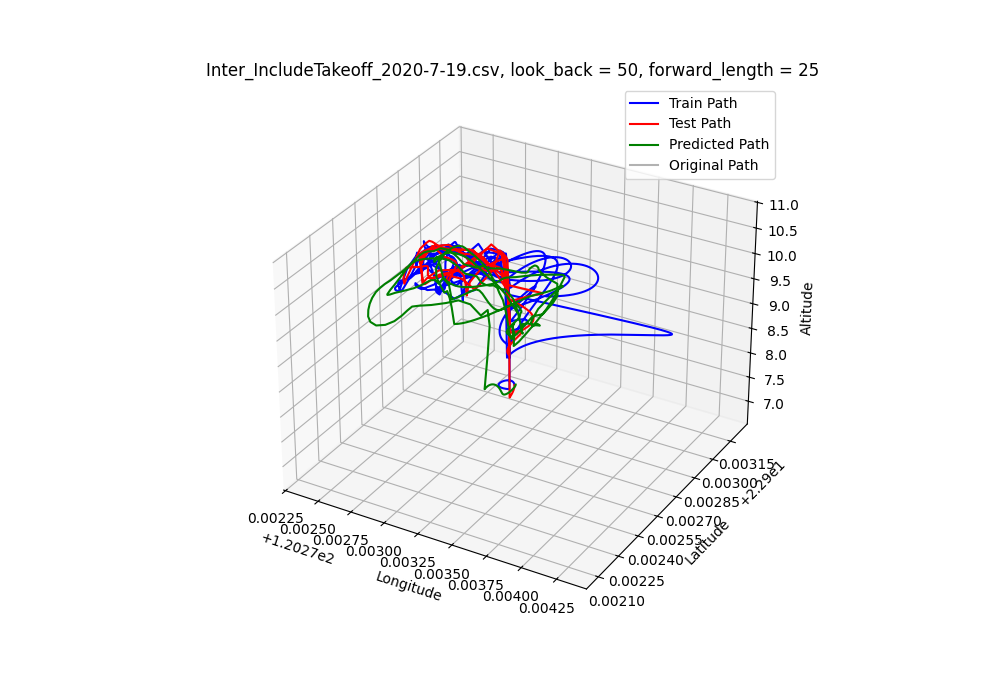 Inter_IncludeTakeoff_2020-7-19.csv, look_back = 50, forward_length = 25
Train Path
Test Path
Predicted Path
Original Path
11.0
10.5
10.0
9.5
9.0
8.5
8.0
7.5
7.0
Altitude
0.00315
0.00300
0.00285
0.00270
0.00255
0.00240
0.00225
0.00210
+2.29e1
Latitude
0.00225
0.00250
0.00275
0.00300
0.00325
0.00350
0.00375
0.00400
0.00425
+1.2027e2
Longitude